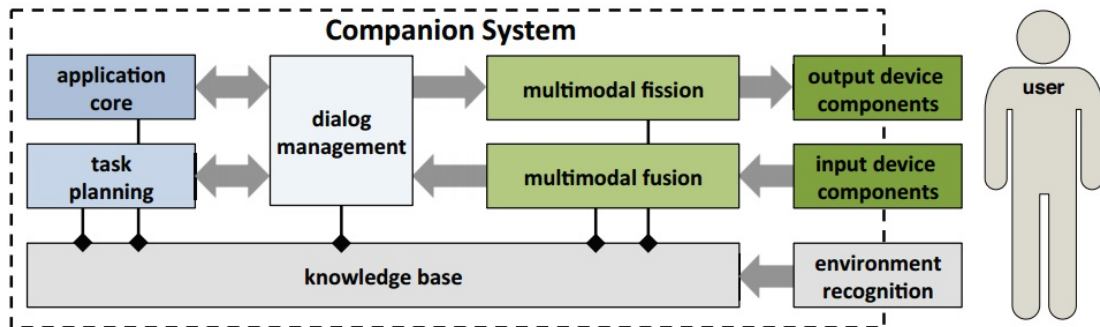 Companion System
application
core
dialog
management
multimodal fission
output device
components
user
task
planning
multimodal fusion
input device
components
knowledge base
environment
recognition